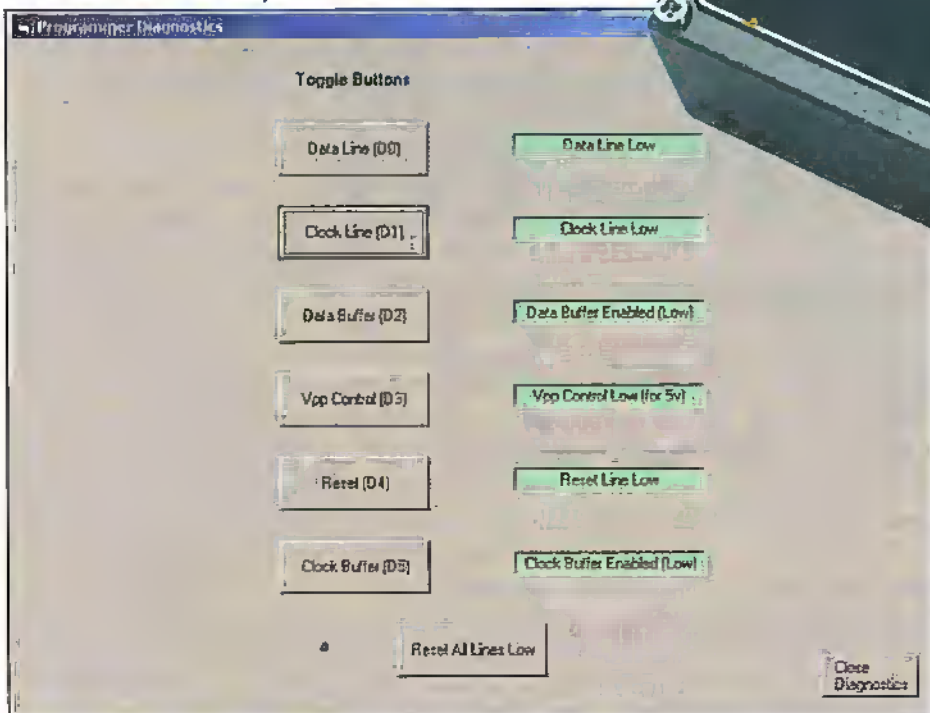 Programmer Diagnostics
Toggle Buttons
Data Line (D0)
Data Line Low
Clock Line (D1)
Clock Line Low
Data Buffer (D2)
Data Buffer Enabled (Low)
Vpp Control (D3)
Vpp Control Low (for 5v)
Reset (D4)
Reset Line Low
Clock Buffer (D5)
Clock Buffer Enabled (Low)
Reset All Lines Low
Close
Diagnostics